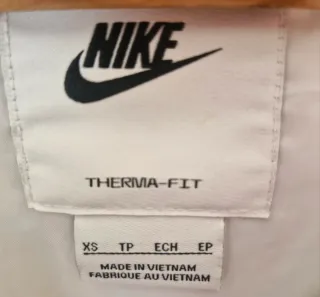 NIKE
THERMA-FIT
XS TP ECH EP
MADE IN VIETNAM
FABRIQUE AU VIETNAM